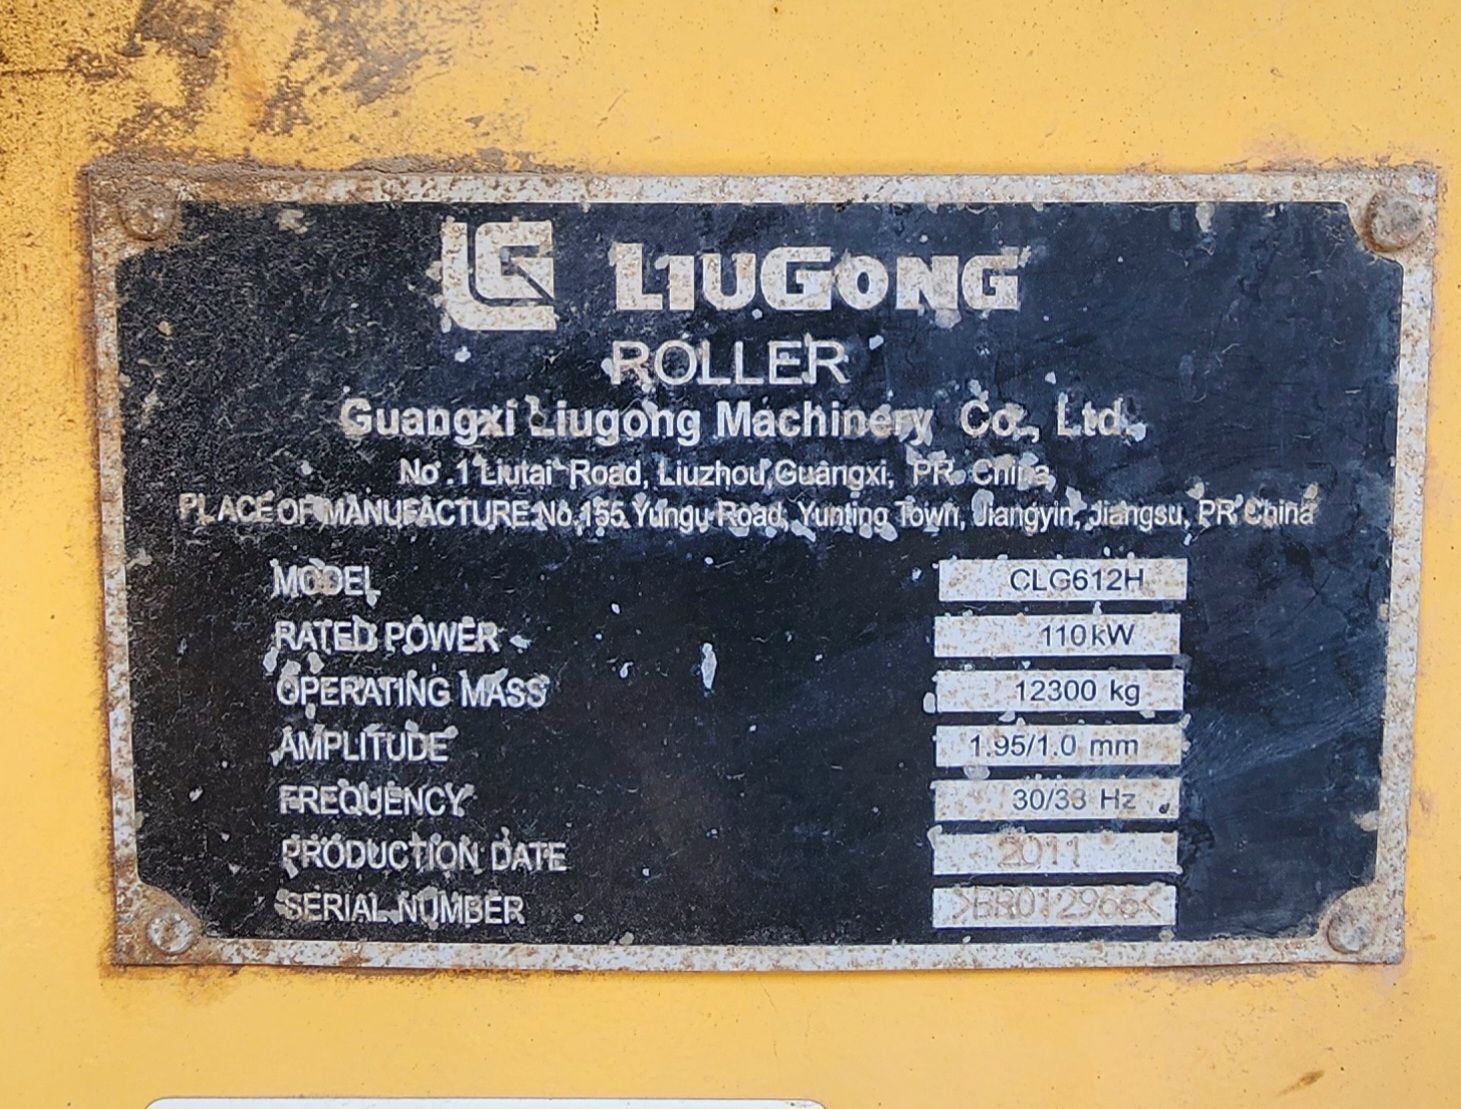 LG LIUGONG
ROLLER
Guangxi Liugong Machinery Co., Ltd.
No.1 Liutai Road, Liuzhou,Guangxi, PR. China
PLACE OF MANUFACTURE:No.155 Yungu Road, Yunting Town, Jiangyin, Jiangsu, PR China
MODEL CLG612H
RATED POWER 110kW
OPERATING MASS 12300 kg
AMPLITUDE 1.95/1.0 mm
FREQUENCY 30/33 Hz
PRODUCTION DATE 2011
SERIAL NUMBER